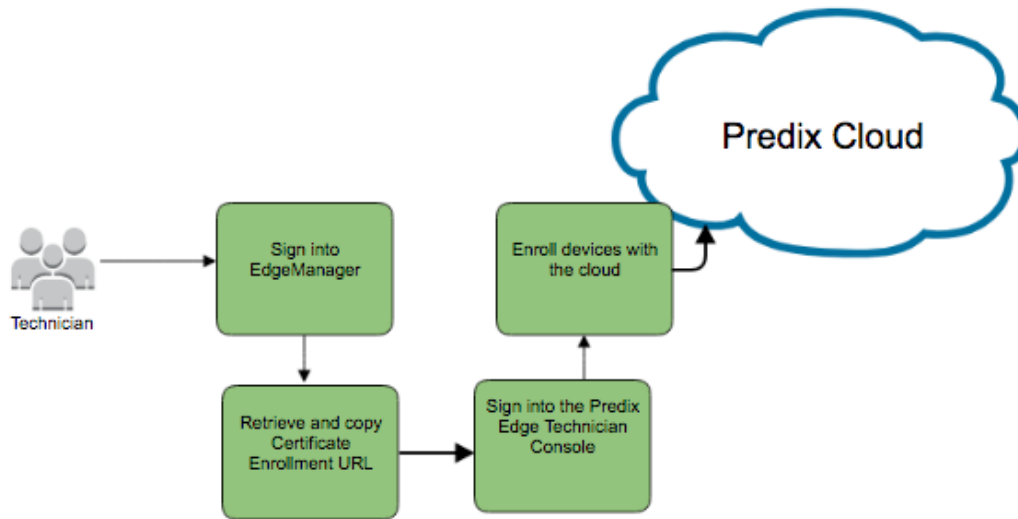 Predix Cloud
Technician
Sign into
EdgeManager
Retrieve and copy
Certificate
Enrollment URL
Sign into the Predix
Edge Technician
Console
Enroll devices with
the cloud